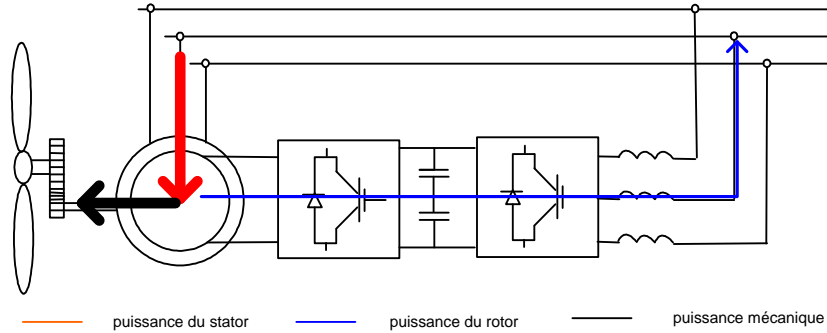 puissance du stator
puissance du rotor
puissance mécanique